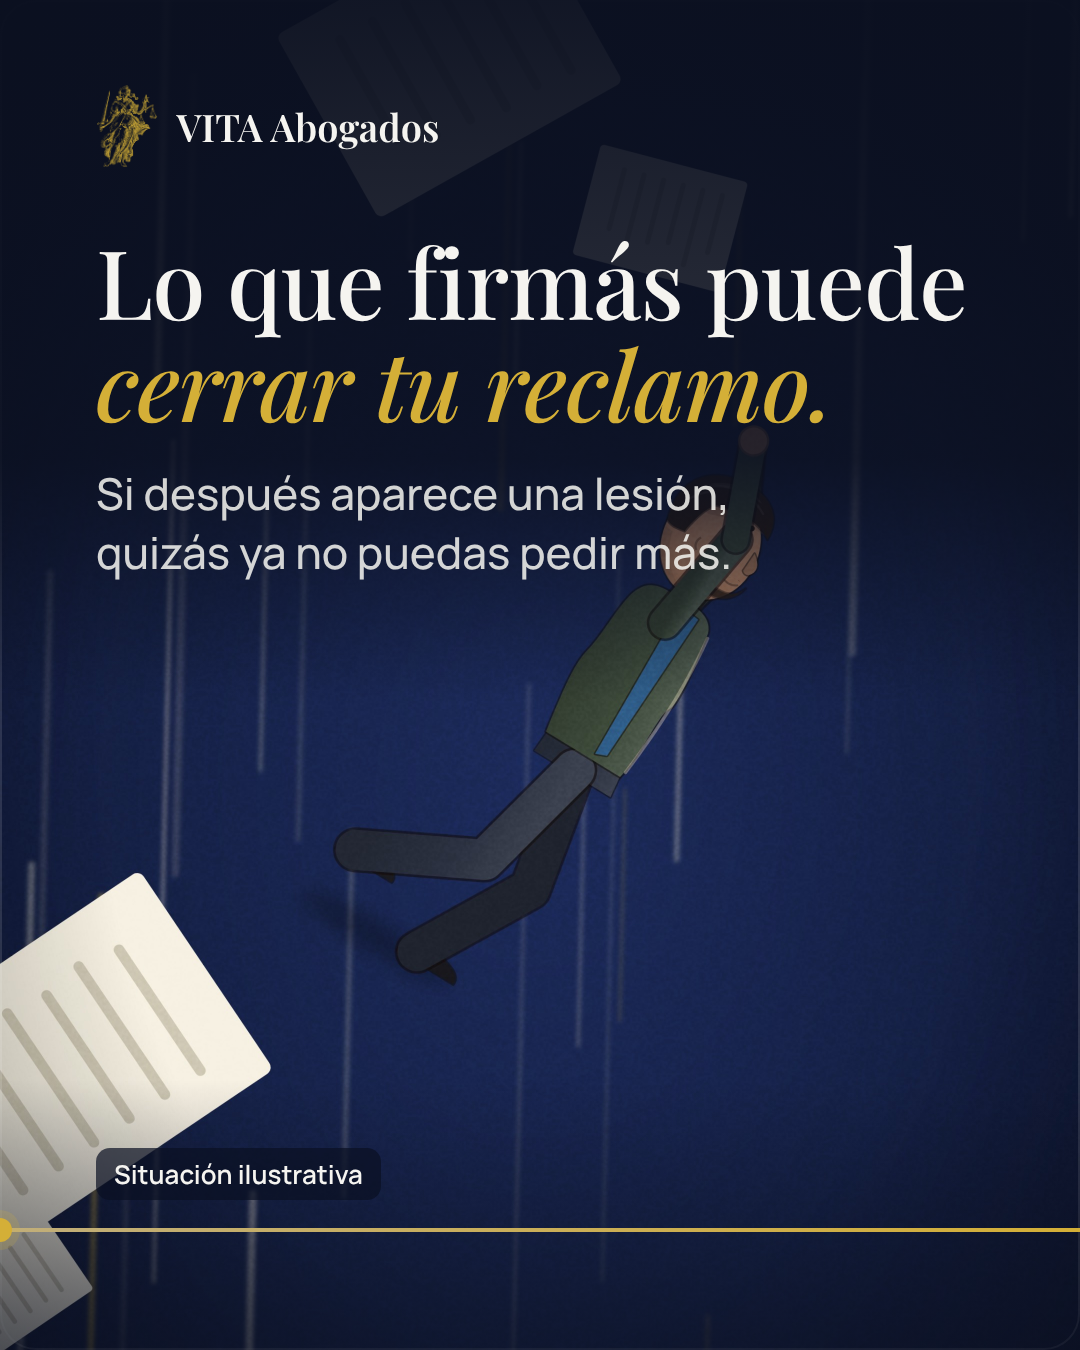 VITA Abogados
Lo que firmás puede
cerrar tu reclamo.
Si después aparece una lesión,
quizás ya no puedas pedir más.
Situación ilustrativa